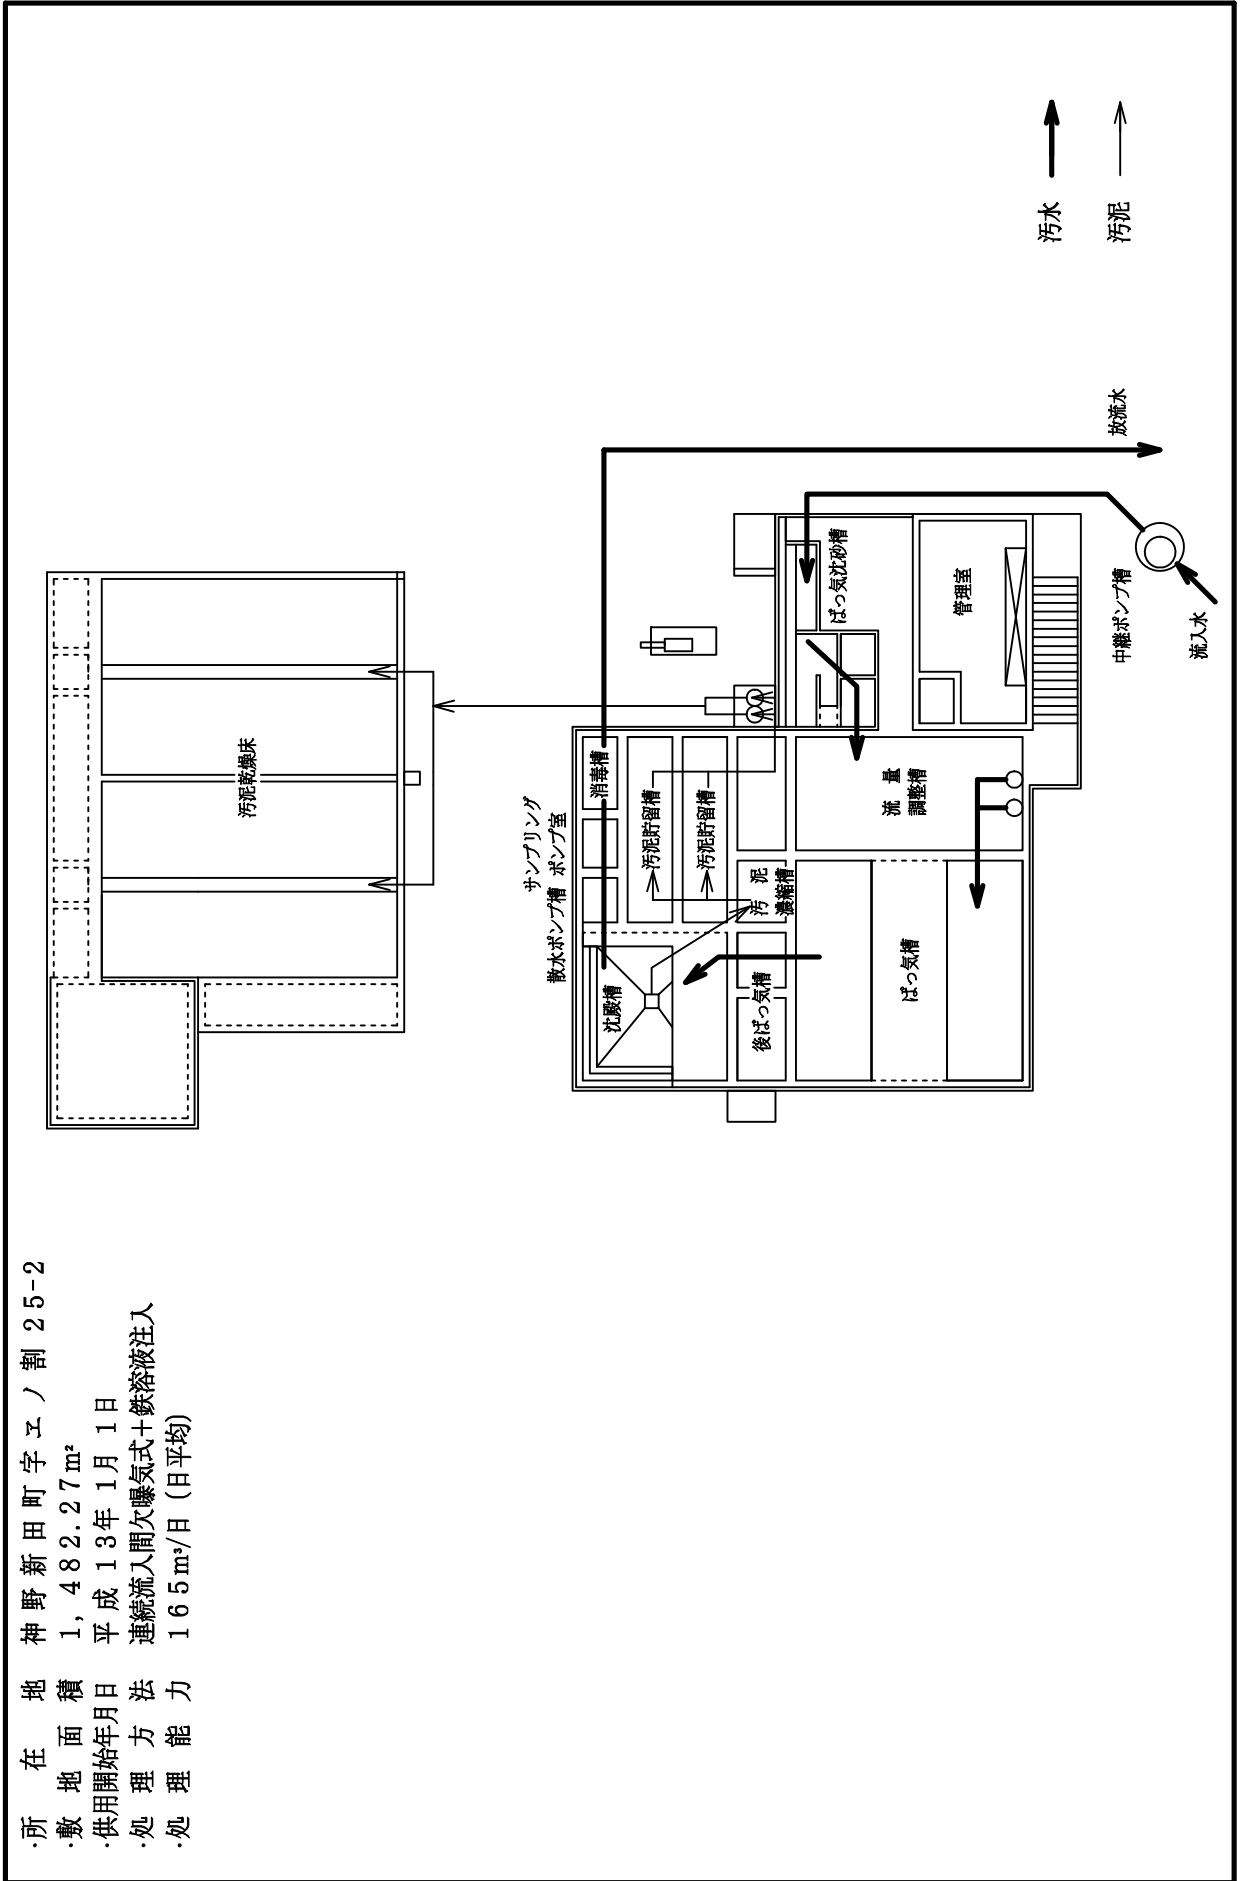 ・所在地 神野新田町字ヱノ割25-2
・敷地面積 1,482.27m²
・供用開始年月日 平成13年1月1日
・処理方法 連続流入間欠曝気式＋鉄溶液注入
・処理能力 165m³/日（日平均）
汚泥乾燥床
サンプリング
散水ポンプ槽 ポンプ室
沈殿槽
消毒槽
汚泥貯留槽
汚泥貯留槽
汚泥
濃縮槽
後ばっ気槽
ばっ気槽
流量
調整槽
ばっ気沈砂槽
管理室
中継ポンプ槽
流入水
放流水
汚水
汚泥